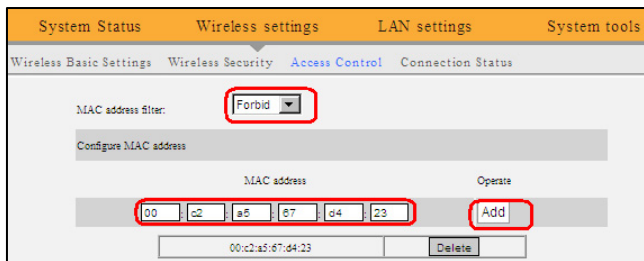 System Status Wireless settings LAN settings System tools
Wireless Basic Settings Wireless Security Access Control Connection Status
MAC address filter: Forbid
Configure MAC address
MAC address Operate
00 : c2 : a5 : 67 : d4 : 23 Add
00:c2:a5:67:d4:23 Delete